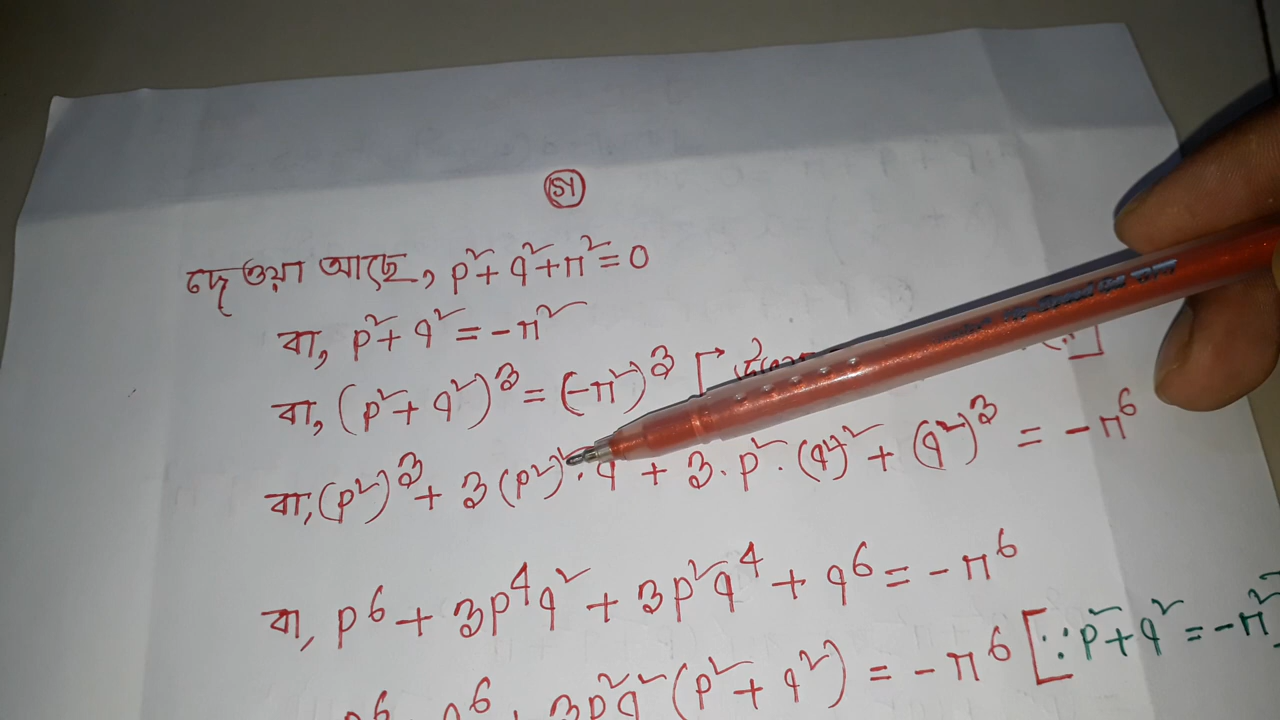 গ
দেওয়া আছে, p²+ q²+r²=0
বা, p²+ q² = -r²
বা, (p²+ q²)³ = (-r²)³
বা, (p²)³ + 3(p²)². q² + 3. p². (q²)² + (q²)³ = -r⁶
বা, p⁶ + 3p⁴q² + 3p²q⁴ + q⁶ = -r⁶
p⁶ q⁶ 3p²q² (p²+ q²) = -r⁶ [∵p²+ q² = -r²]